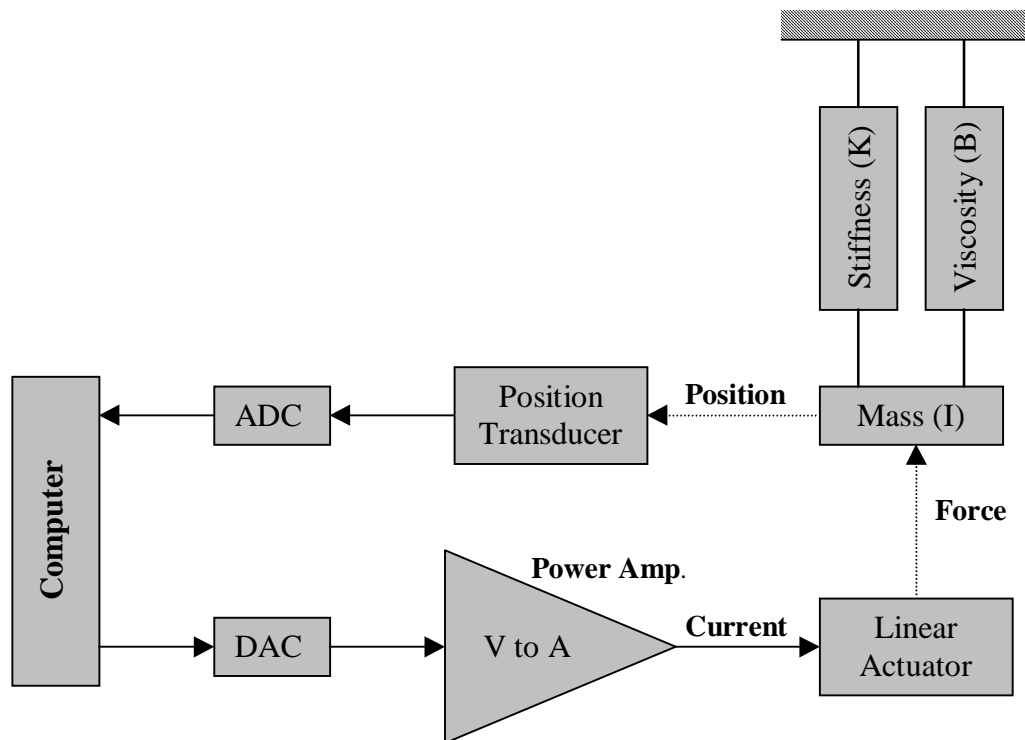 Stiffness (K)
Viscosity (B)
Computer
ADC
Position
Transducer
Position
Mass (I)
Force
DAC
V to A
Power Amp.
Current
Linear
Actuator